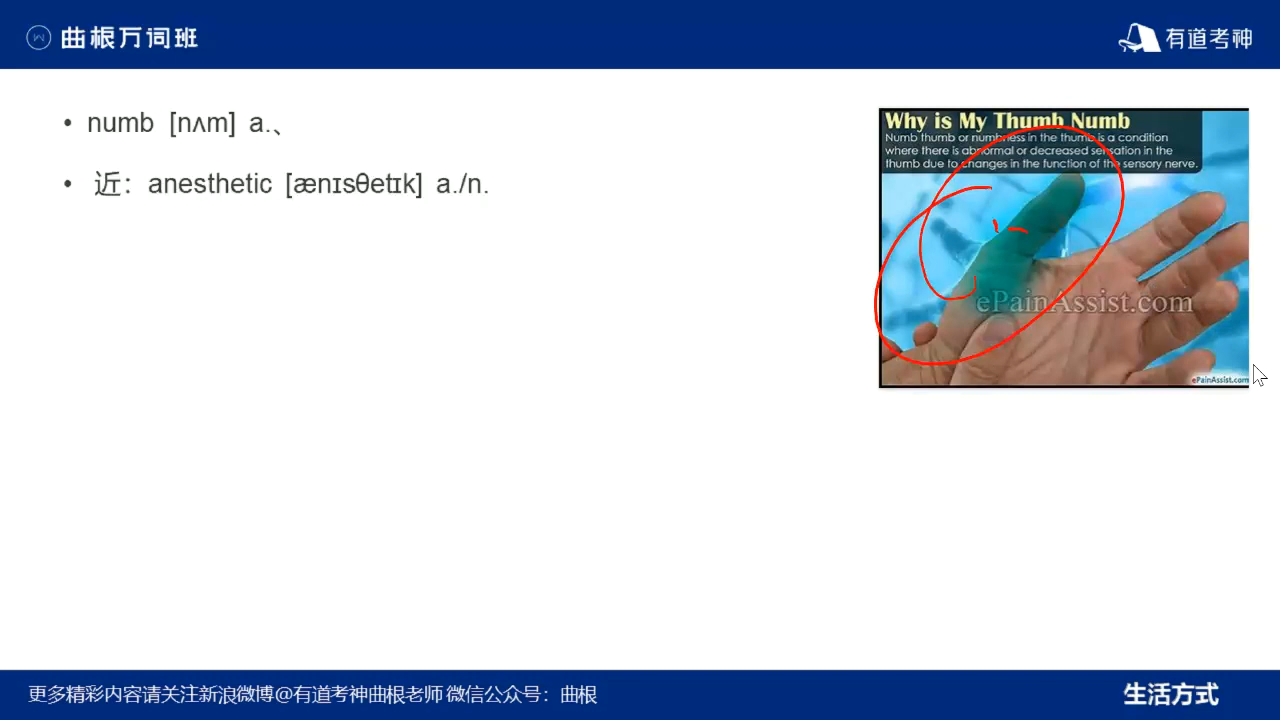 曲根万词班
有道考神
• numb [nʌm] a.、
• 近：anesthetic [ænɪsθetɪk] a./n.
Why is My Thumb Numb
Numb thumb or numbness in the thumb is a condition
where there is abnormal or decreased sensation in the
thumb due to changes in the function of the sensory nerve.
ePainAssist.com
ePainAssist.com
更多精彩内容请关注新浪微博@有道考神曲根老师 微信公众号：曲根
生活方式